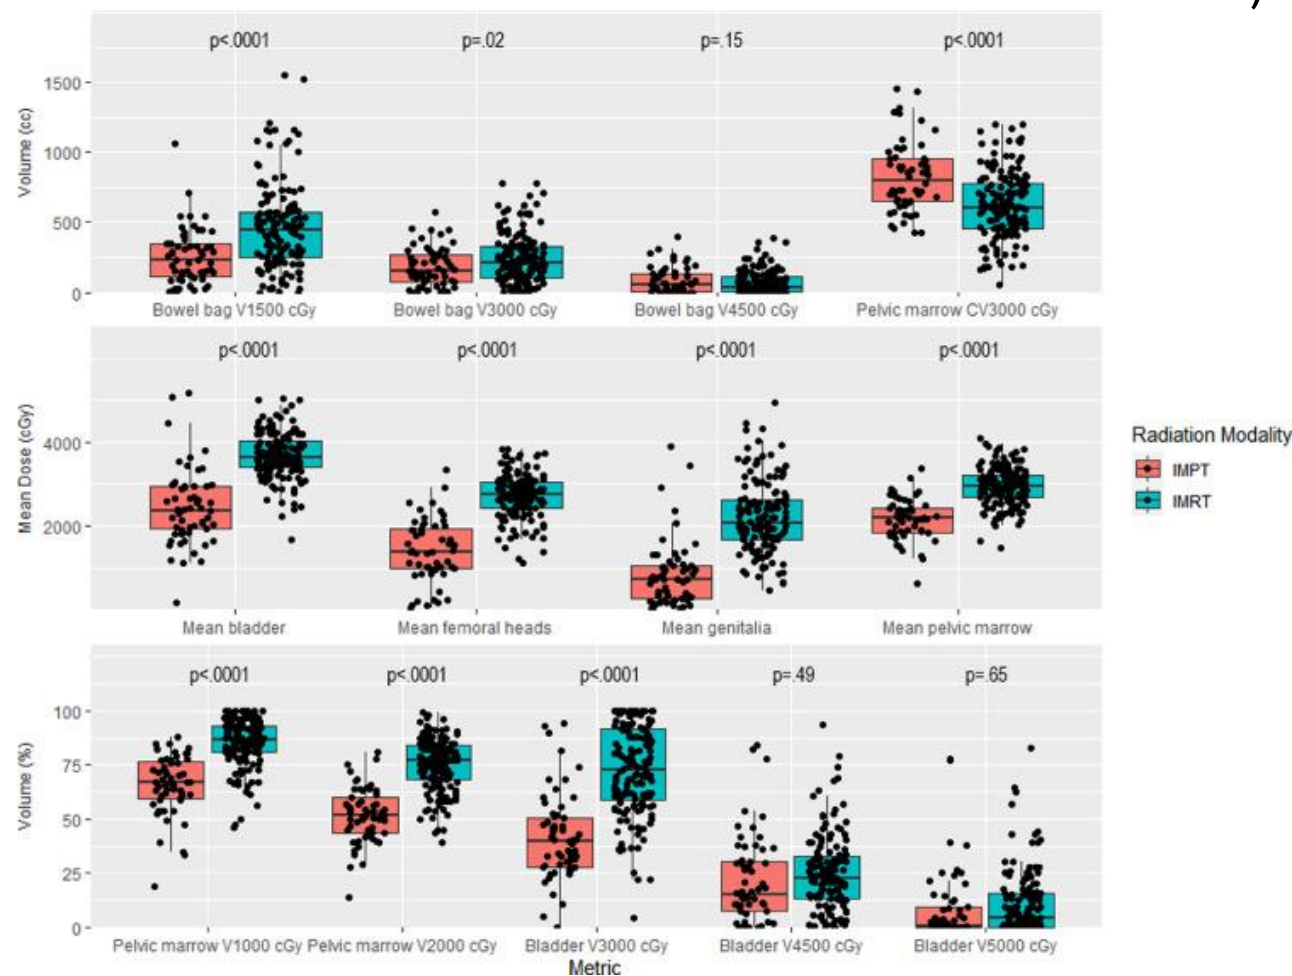 )
p<.0001 p=.02 p=.15 p<.0001
Volume (cc)
1500
1000
500
0
Bowel bag V1500 cGy Bowel bag V3000 cGy Bowel bag V4500 cGy Pelvic marrow CV3000 cGy
p<.0001 p<.0001 p<.0001 p<.0001
Mean Dose (cGy)
4000
2000
Mean bladder Mean femoral heads Mean genitalia Mean pelvic marrow
Radiation Modality
IMPT
IMRT
p<.0001 p<.0001 p<.0001 p=.49 p=.65
Volume (%)
100
75
50
25
0
Pelvic marrow V1000 cGy Pelvic marrow V2000 cGy Bladder V3000 cGy Bladder V4500 cGy Bladder V5000 cGy
Metric